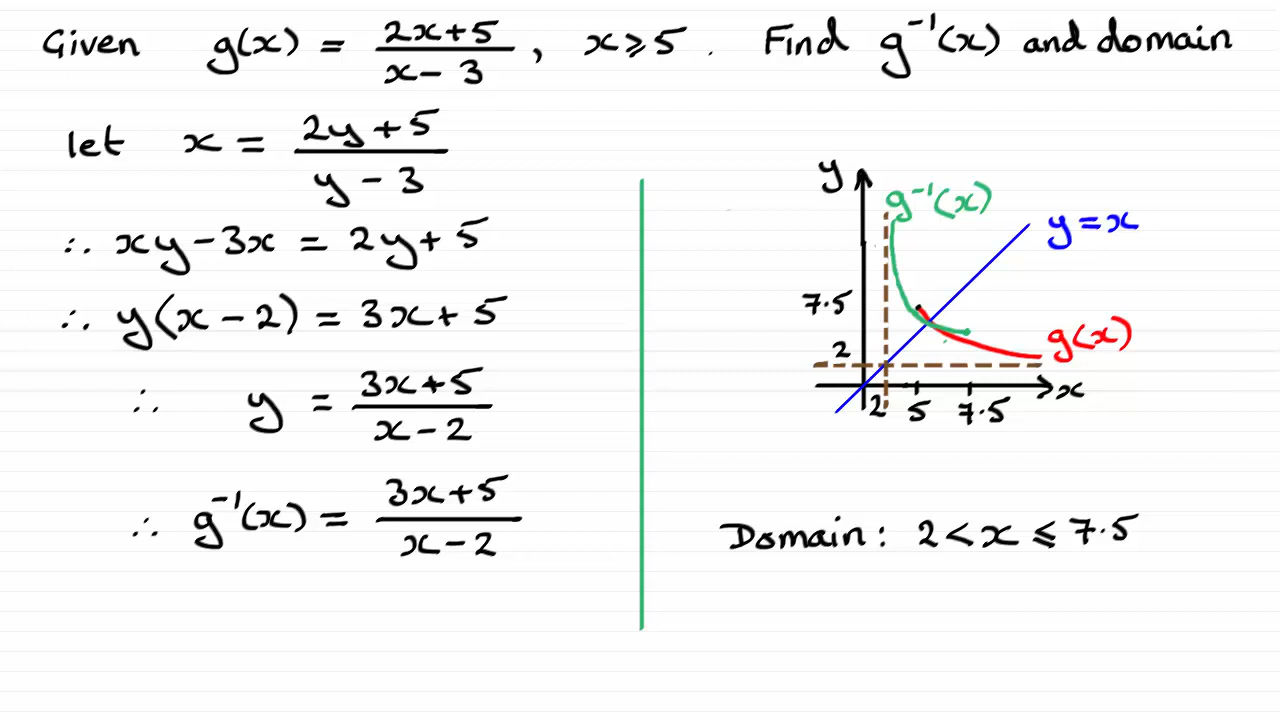 Given g(x) = (2x+5)/(x-3) , x ⩾ 5 . Find g⁻¹(x) and domain
let x = (2y+5)/(y-3)
∴ xy - 3x = 2y + 5
∴ y(x-2) = 3x+5
∴ y = (3x+5)/(x-2)
∴ g⁻¹(x) = (3x+5)/(x-2)
y
g⁻¹(x)
y = x
7.5
2
g(x)
2 5 7.5 x
Domain: 2 < x ⩽ 7.5